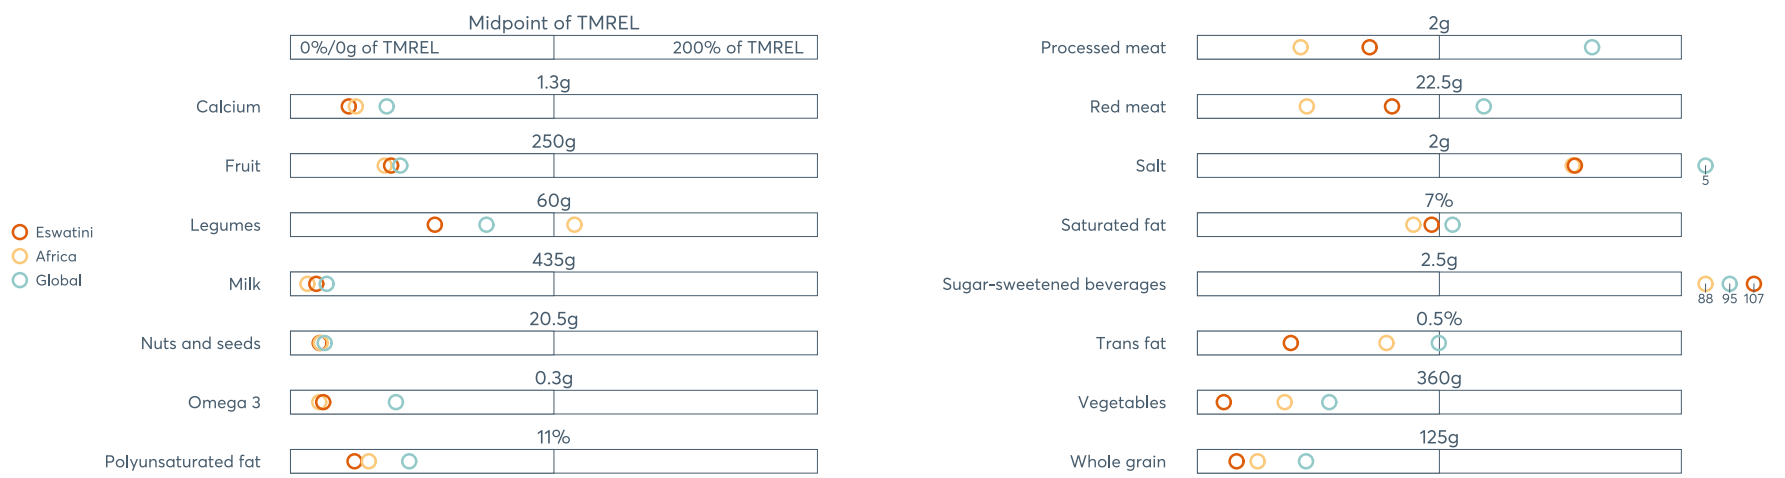 Midpoint of TMREL
0%/0g of TMREL 200% of TMREL
1.3g
Calcium
250g
Fruit
60g
Legumes
435g
Milk
20.5g
Nuts and seeds
0.3g
Omega 3
11%
Polyunsaturated fat
Eswatini
Africa
Global
2g
Processed meat
22.5g
Red meat
2g
Salt
5
7%
Saturated fat
2.5g
Sugar-sweetened beverages
88 95 107
0.5%
Trans fat
360g
Vegetables
125g
Whole grain